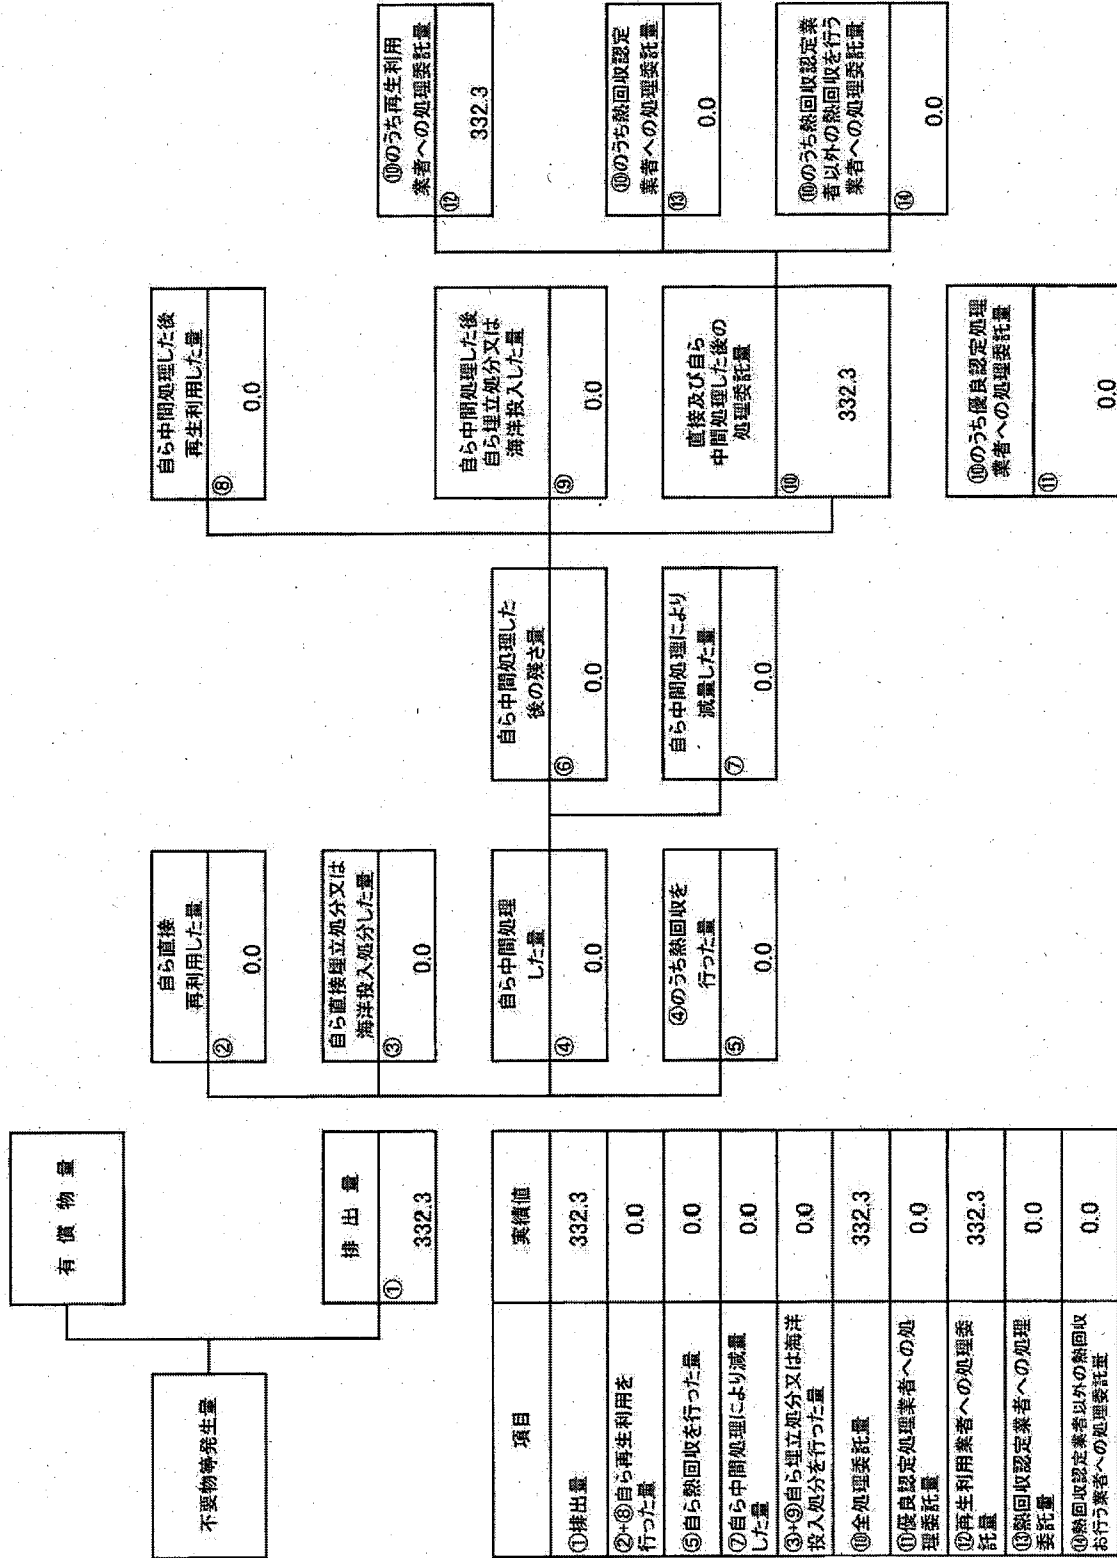 有償物量
不要物等発生量
排出量
①
332.3
自ら直接
再利用した量
②
0.0
自ら直接埋立処分又は
海洋投入処分した量
③
0.0
自ら中間処理
した量
④
0.0
④のうち熱回収を
行った量
⑤
0.0
自ら中間処理した
後の残さ量
⑥
0.0
自ら中間処理により
減量した量
⑦
0.0
自ら中間処理した後
再生利用した量
⑧
0.0
自ら中間処理した後
自ら埋立処分又は
海洋投入した量
⑨
0.0
直接及び自ら
中間処理した後の
処理委託量
⑩
332.3
⑩のうち優良認定処理
業者への処理委託量
⑪
0.0
⑩のうち再生利用
業者への処理委託量
⑫
332.3
⑩のうち熱回収認定
業者への処理委託量
⑬
0.0
⑩のうち熱回収認定業
者以外の熱回収を行う
業者への処理委託量
⑭
0.0
項目 実績値
①排出量 332.3
②+⑧自ら再生利用を
行った量 0.0
⑤自ら熱回収を行った量 0.0
⑦自ら中間処理により減量
した量 0.0
③+⑨自ら埋立処分又は海洋
投入処分を行った量 0.0
⑩全処理委託量 332.3
⑪優良認定処理業者への処
理委託量 0.0
⑫再生利用業者への処理委
託量 332.3
⑬熱回収認定業者への処理
委託量 0.0
⑭熱回収認定業者以外の熱回収
お行う業者への処理委託量 0.0